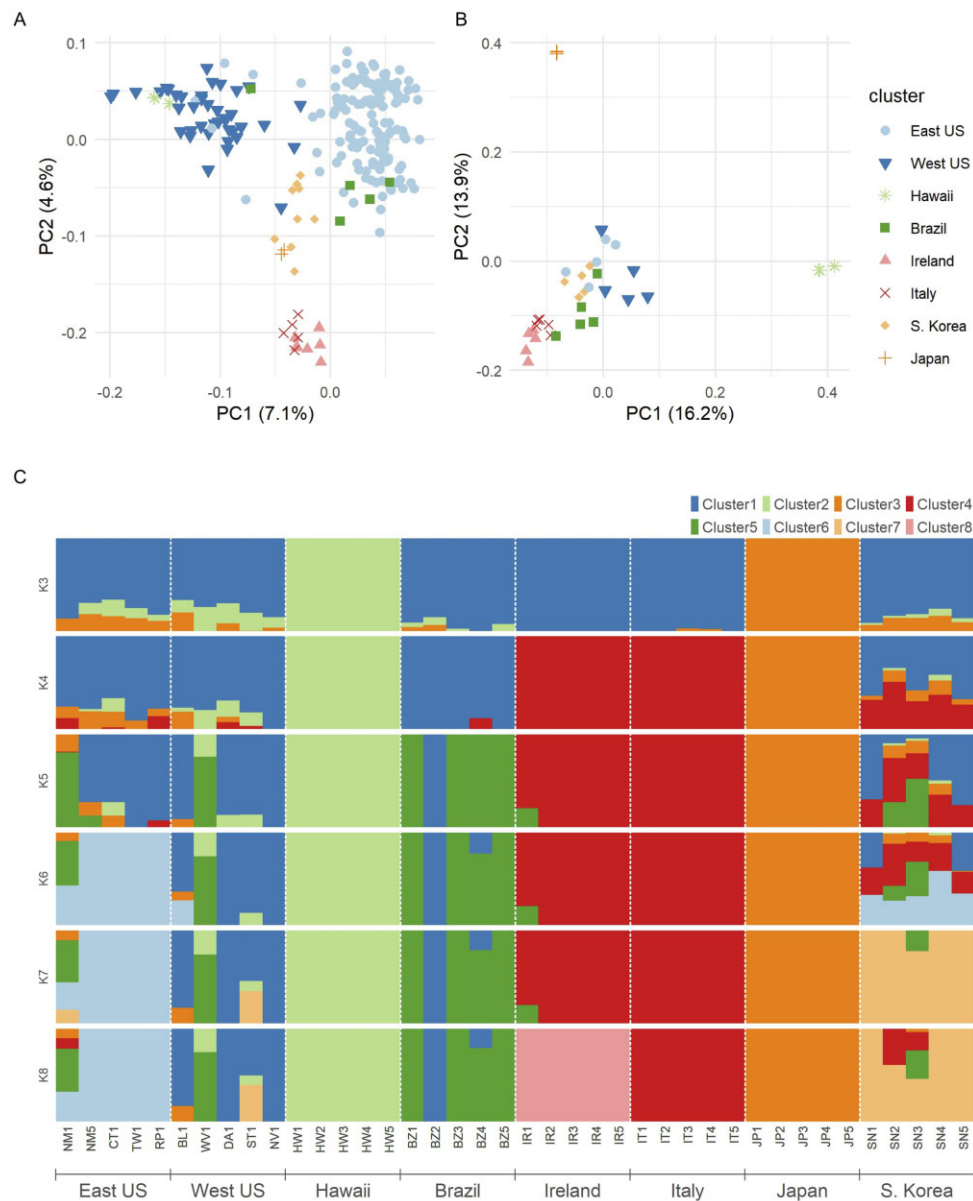 A
B
0.1
0.0
-0.1
-0.2
PC2 (4.6%)
-0.2
-0.1
0.0
PC1 (7.1%)
0.4
0.2
0.0
-0.2
PC2 (13.9%)
0.0
0.2
0.4
PC1 (16.2%)
cluster
East US
West US
Hawaii
Brazil
Ireland
Italy
S. Korea
Japan
C
Cluster1 Cluster2 Cluster3 Cluster4
Cluster5 Cluster6 Cluster7 Cluster8
K3
K4
K5
K6
K7
K8
NM1 NM5 CT1 TW1 RP1 BL1 WV1 DA1 ST1 NV1 HW1 HW2 HW3 HW4 HW5 BZ1 BZ2 BZ3 BZ4 BZ5 IR1 IR2 IR3 IR4 IR5 IT1 IT2 IT3 IT4 IT5 JP1 JP2 JP3 JP4 JP5 SN1 SN2 SN3 SN4 SN5
East US West US Hawaii Brazil Ireland Italy Japan S. Korea